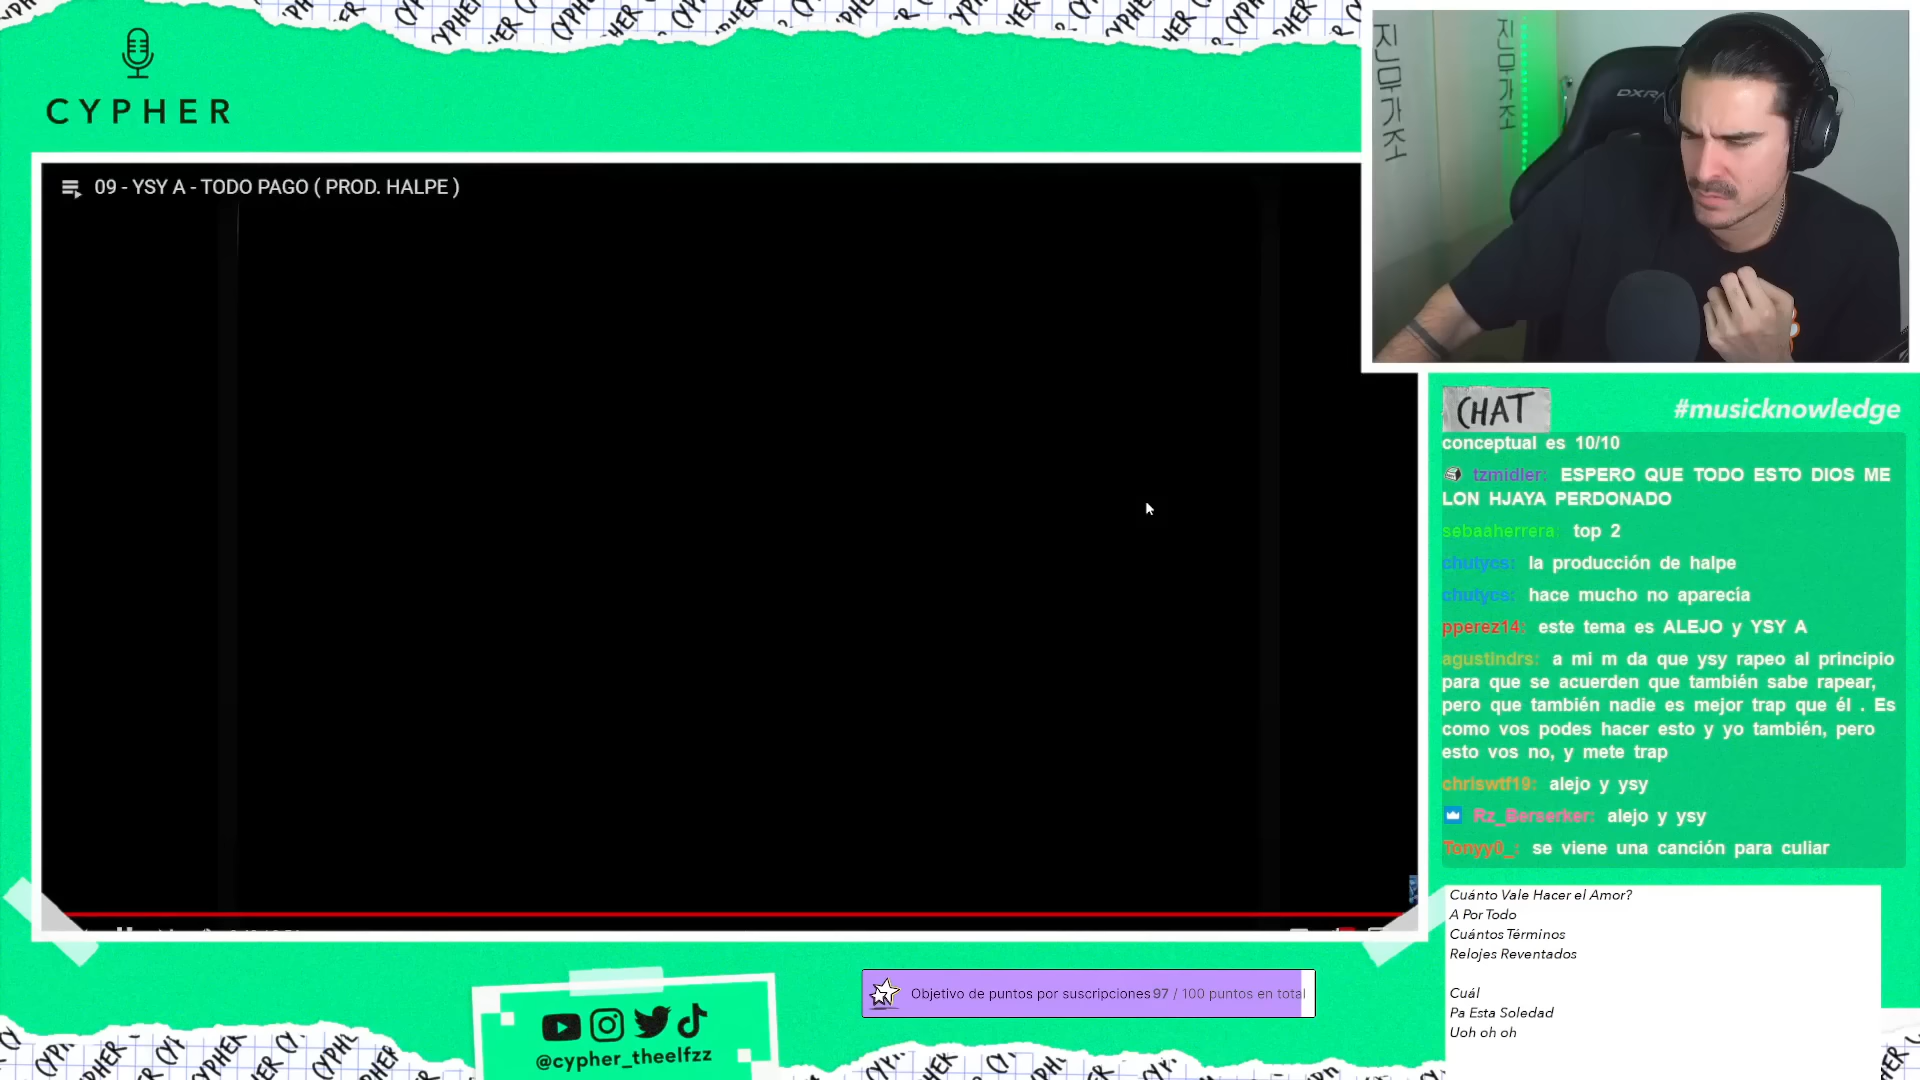 CYPHER
09 - YSY A - TODO PAGO ( PROD. HALPE )
DXRA
CHAT
#musicknowledge
conceptual es 10/10
tzmidler: ESPERO QUE TODO ESTO DIOS ME
LON HJAYA PERDONADO
sebaaherrera: top 2
chutycs: la producción de halpe
chutycs: hace mucho no aparecía
pperez14: este tema es ALEJO y YSY A
agustindrs: a mi m da que ysy rapeo al principio
para que se acuerden que también sabe rapear,
pero que también nadie es mejor trap que él . Es
como vos podes hacer esto y yo también, pero
esto vos no, y mete trap
chriswtf19: alejo y ysy
Rz_Berserker: alejo y ysy
Tonyy0_: se viene una canción para culiar
Cuánto Vale Hacer el Amor?
A Por Todo
Cuántos Términos
Relojes Reventados
Cuál
Pa Esta Soledad
Uoh oh oh
Objetivo de puntos por suscripciones 97 / 100 puntos en total
@cypher_theelfzz